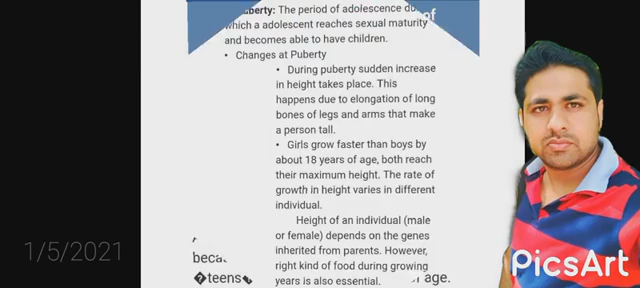 berty: The period of adolescence du
of
which a adolescent reaches sexual maturity
and becomes able to have children.
• Changes at Puberty
• During puberty sudden increase
in height takes place. This
happens due to elongation of long
bones of legs and arms that make
a person tall.
• Girls grow faster than boys by
about 18 years of age, both reach
their maximum height. The rate of
growth in height varies in different
individual.
Height of an individual (male
or female) depends on the genes
inherited from parents. However,
right kind of food during growing
years is also essential.
beca
�teens�
age.
1/5/2021
PicsArt